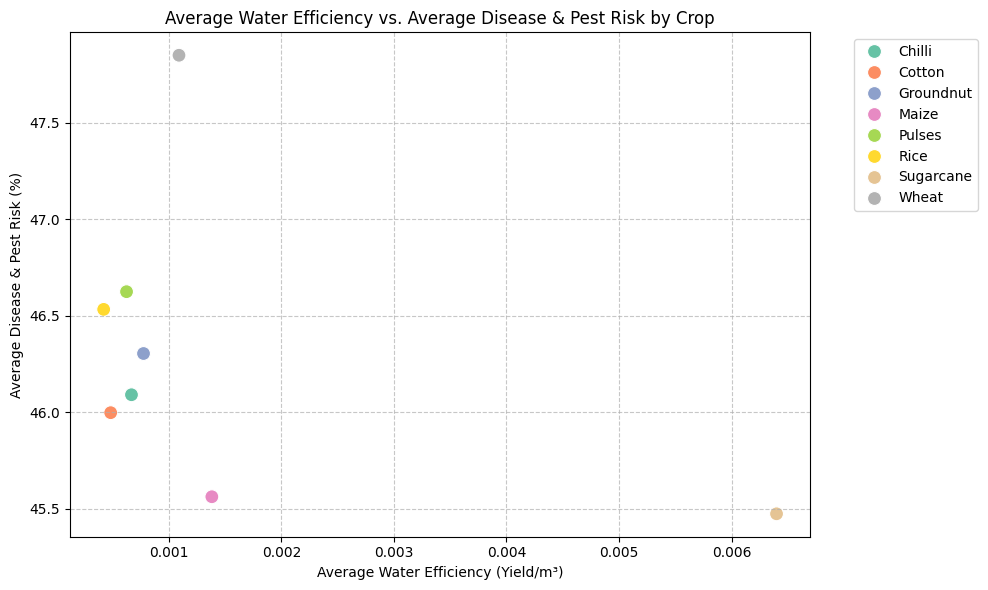 Average Water Efficiency vs. Average Disease & Pest Risk by Crop
Average Disease & Pest Risk (%)
47.5
47.0
46.5
46.0
45.5
0.001
0.002
0.003
0.004
0.005
0.006
Average Water Efficiency (Yield/m³)
Chilli
Cotton
Groundnut
Maize
Pulses
Rice
Sugarcane
Wheat